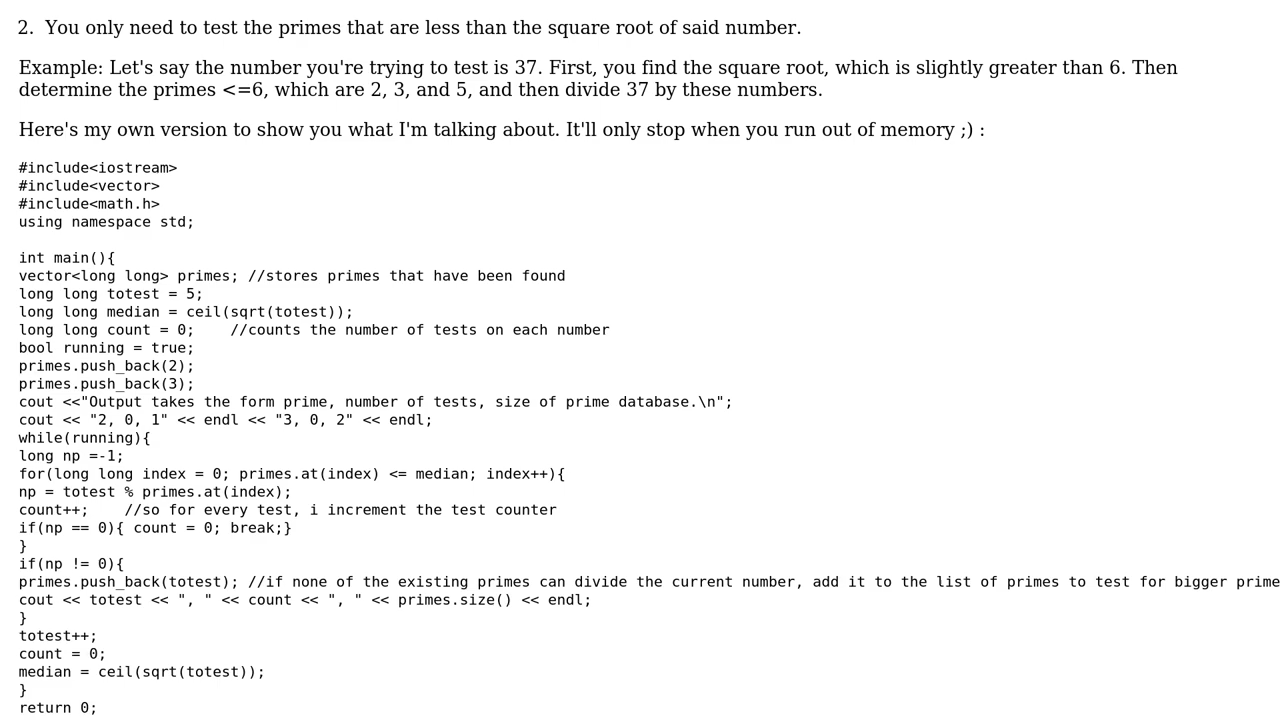 2. You only need to test the primes that are less than the square root of said number.
Example: Let's say the number you're trying to test is 37. First, you find the square root, which is slightly greater than 6. Then
determine the primes <=6, which are 2, 3, and 5, and then divide 37 by these numbers.
Here's my own version to show you what I'm talking about. It'll only stop when you run out of memory ;) :
#include<iostream>
#include<vector>
#include<math.h>
using namespace std;
int main(){
vector<long long> primes; //stores primes that have been found
long long totest = 5;
long long median = ceil(sqrt(totest));
long long count = 0;    //counts the number of tests on each number
bool running = true;
primes.push_back(2);
primes.push_back(3);
cout <<"Output takes the form prime, number of tests, size of prime database.\n";
cout << "2, 0, 1" << endl << "3, 0, 2" << endl;
while(running){
long np =-1;
for(long long index = 0; primes.at(index) <= median; index++){
np = totest % primes.at(index);
count++;    //so for every test, i increment the test counter
if(np == 0){ count = 0; break;}
}
if(np != 0){
primes.push_back(totest); //if none of the existing primes can divide the current number, add it to the list of primes to test for bigger prime
cout << totest << ", " << count << ", " << primes.size() << endl;
}
totest++;
count = 0;
median = ceil(sqrt(totest));
}
return 0;